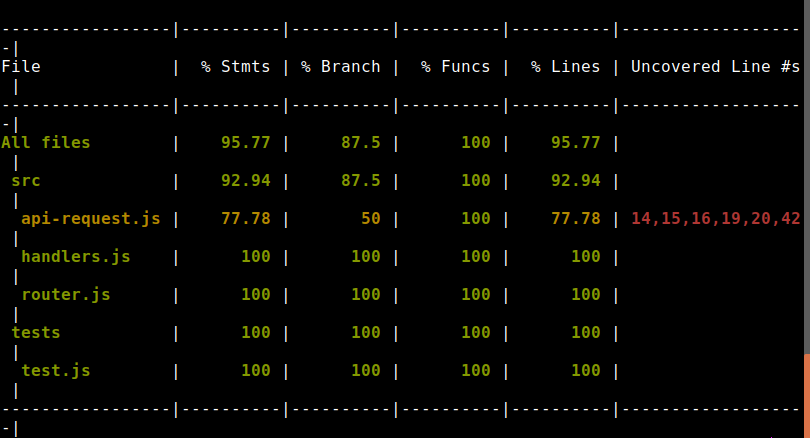 -----------------|----------|----------|----------|----------|------------------
-|
File             |  % Stmts | % Branch |  % Funcs |  % Lines | Uncovered Line #s
 |
-----------------|----------|----------|----------|----------|------------------
-|
All files        |    95.77 |     87.5 |      100 |    95.77 |
 |
 src             |    92.94 |     87.5 |      100 |    92.94 |
 |
  api-request.js |    77.78 |       50 |      100 |    77.78 | 14,15,16,19,20,42
 |
  handlers.js    |      100 |      100 |      100 |      100 |
 |
  router.js      |      100 |      100 |      100 |      100 |
 |
 tests           |      100 |      100 |      100 |      100 |
 |
  test.js        |      100 |      100 |      100 |      100 |
 |
-----------------|----------|----------|----------|----------|------------------
-|